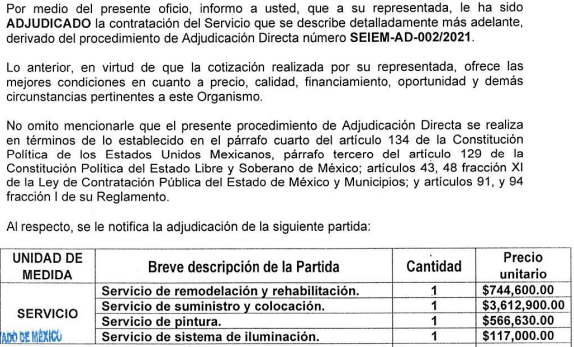 Por medio del presente oficio, informo a usted, que a su representada, le ha sido
ADJUDICADO la contratación del Servicio que se describe detalladamente más adelante,
derivado del procedimiento de Adjudicación Directa número SEIEM-AD-002/2021.
Lo anterior, en virtud de que la cotización realizada por su representada, ofrece las
mejores condiciones en cuanto a precio, calidad, financiamiento, oportunidad y demás
circunstancias pertinentes a este Organismo.
No omito mencionarle que el presente procedimiento de Adjudicación Directa se realiza
en términos de lo establecido en el párrafo cuarto del artículo 134 de la Constitución
Política de los Estados Unidos Mexicanos, párrafo tercero del artículo 129 de la
Constitución Política del Estado Libre y Soberano de México; artículos 43, 48 fracción XI
de la Ley de Contratación Pública del Estado de México y Municipios; y artículos 91, y 94
fracción I de su Reglamento.
Al respecto, se le notifica la adjudicación de la siguiente partida:
UNIDAD DE MEDIDA Breve descripción de la Partida Cantidad Precio unitario
SERVICIO
Servicio de remodelación y rehabilitación. 1 $744,600.00
Servicio de suministro y colocación. 1 $3,612,900.00
Servicio de pintura. 1 $566,630.00
Servicio de sistema de iluminación. 1 $117,000.00
ADO DE MÉXICO